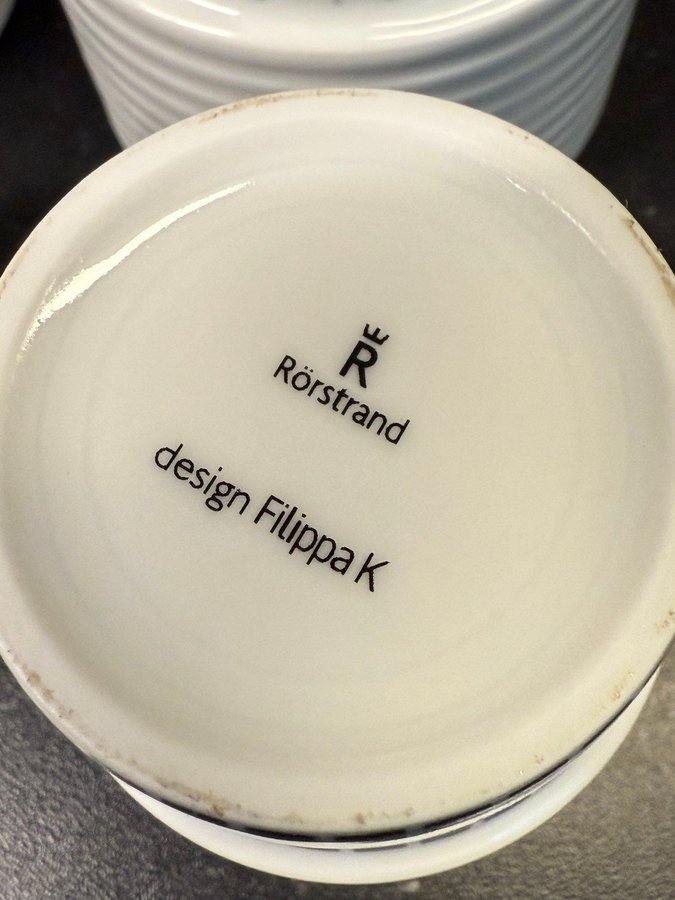 R
Rörstrand
design Filippa K